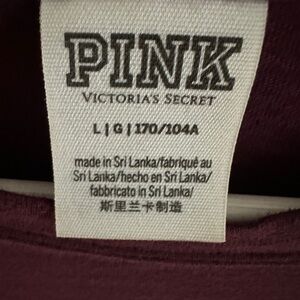 PINK
VICTORIA'S SECRET
L | G | 170/104A
made in Sri Lanka/fabriqué au
Sri Lanka/hecho en Sri Lanka/
fabbricato in Sri Lanka/
斯里兰卡制造